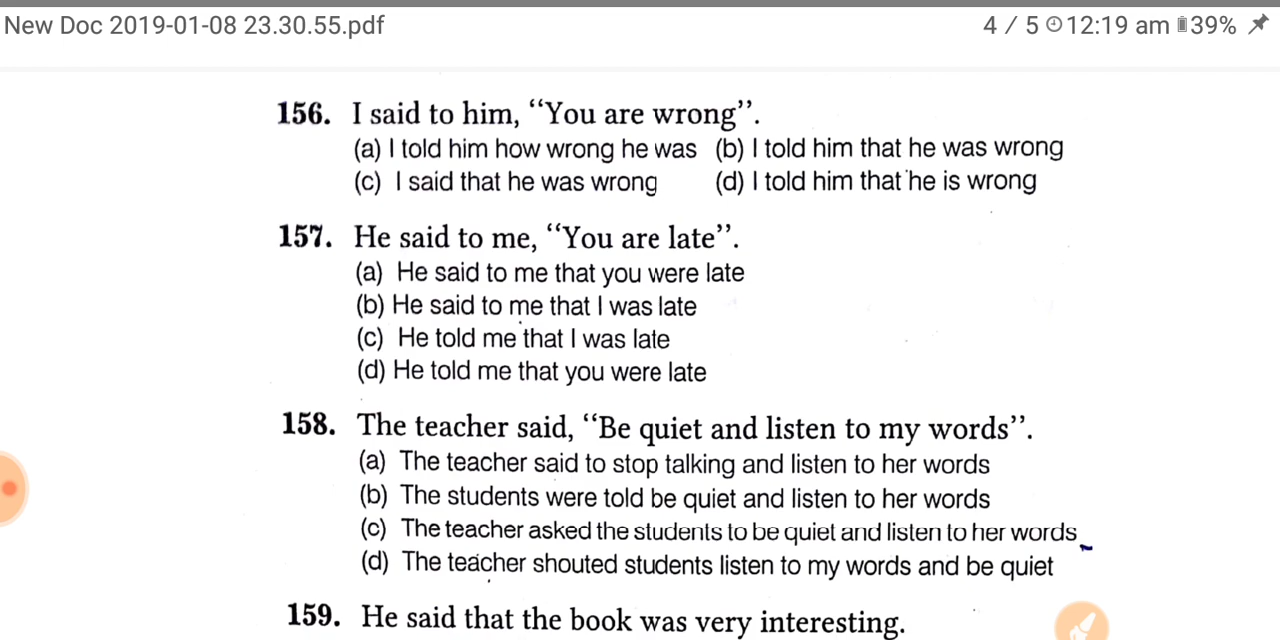 New Doc 2019-01-08 23.30.55.pdf 4 / 5 12:19 am 39%
156. I said to him, “You are wrong”.
(a) I told him how wrong he was (b) I told him that he was wrong
(c) I said that he was wrong (d) I told him that he is wrong
157. He said to me, “You are late”.
(a) He said to me that you were late
(b) He said to me that I was late
(c) He told me that I was late
(d) He told me that you were late
158. The teacher said, “Be quiet and listen to my words”.
(a) The teacher said to stop talking and listen to her words
(b) The students were told be quiet and listen to her words
(c) The teacher asked the students to be quiet and listen to her words
(d) The teacher shouted students listen to my words and be quiet
159. He said that the book was very interesting.